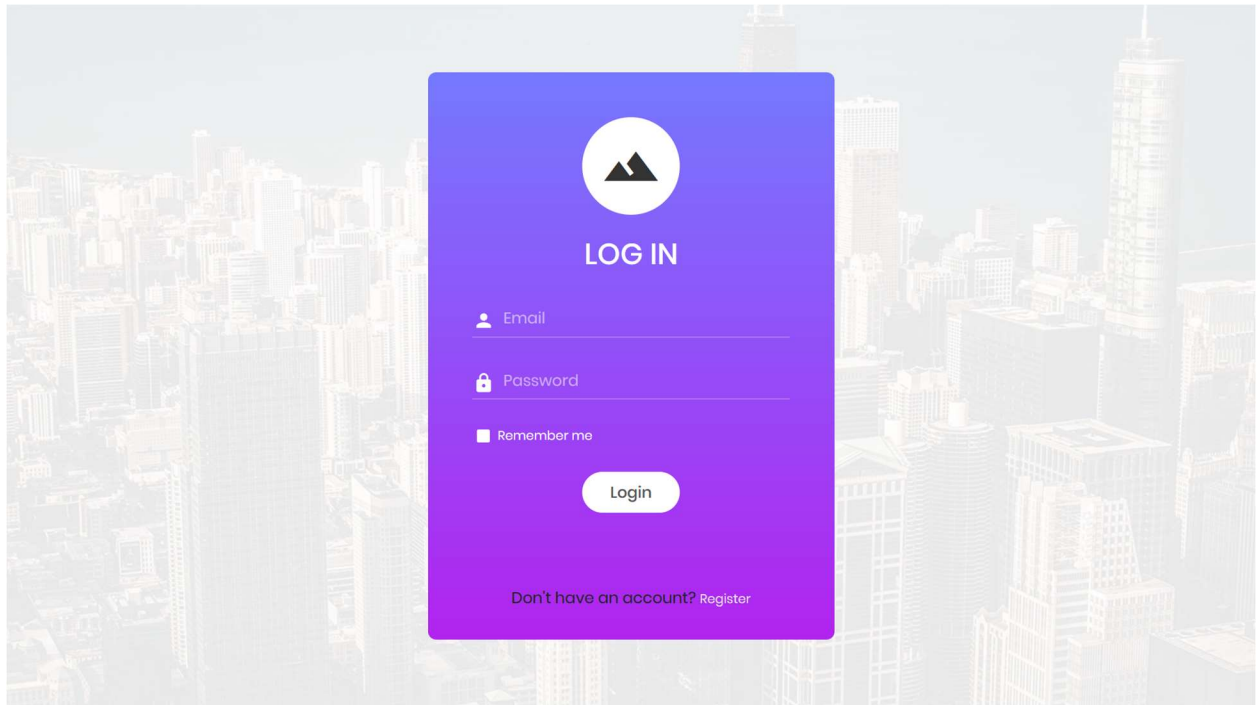 LOG IN
Email
Password
Remember me
Login
Don't have an account? Register